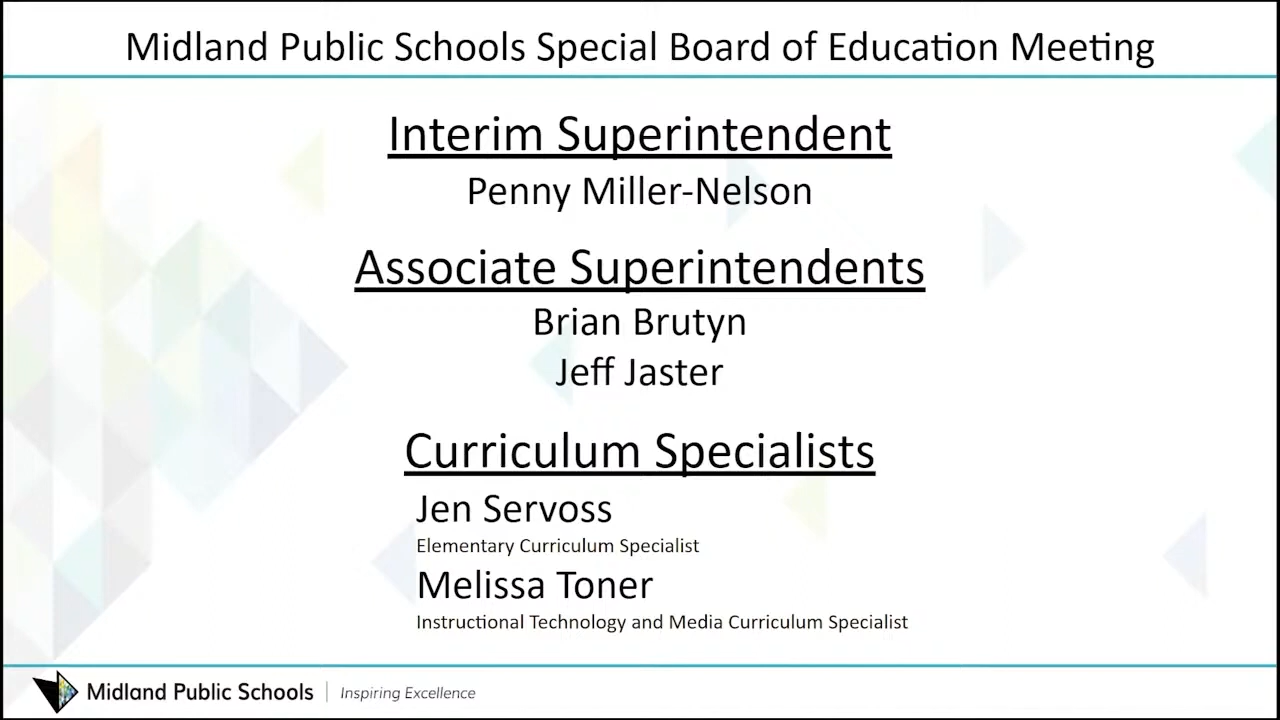 Midland Public Schools Special Board of Education Meeting
Interim Superintendent
Penny Miller-Nelson
Associate Superintendents
Brian Brutyn
Jeff Jaster
Curriculum Specialists
Jen Servoss
Elementary Curriculum Specialist
Melissa Toner
Instructional Technology and Media Curriculum Specialist
Midland Public Schools | Inspiring Excellence